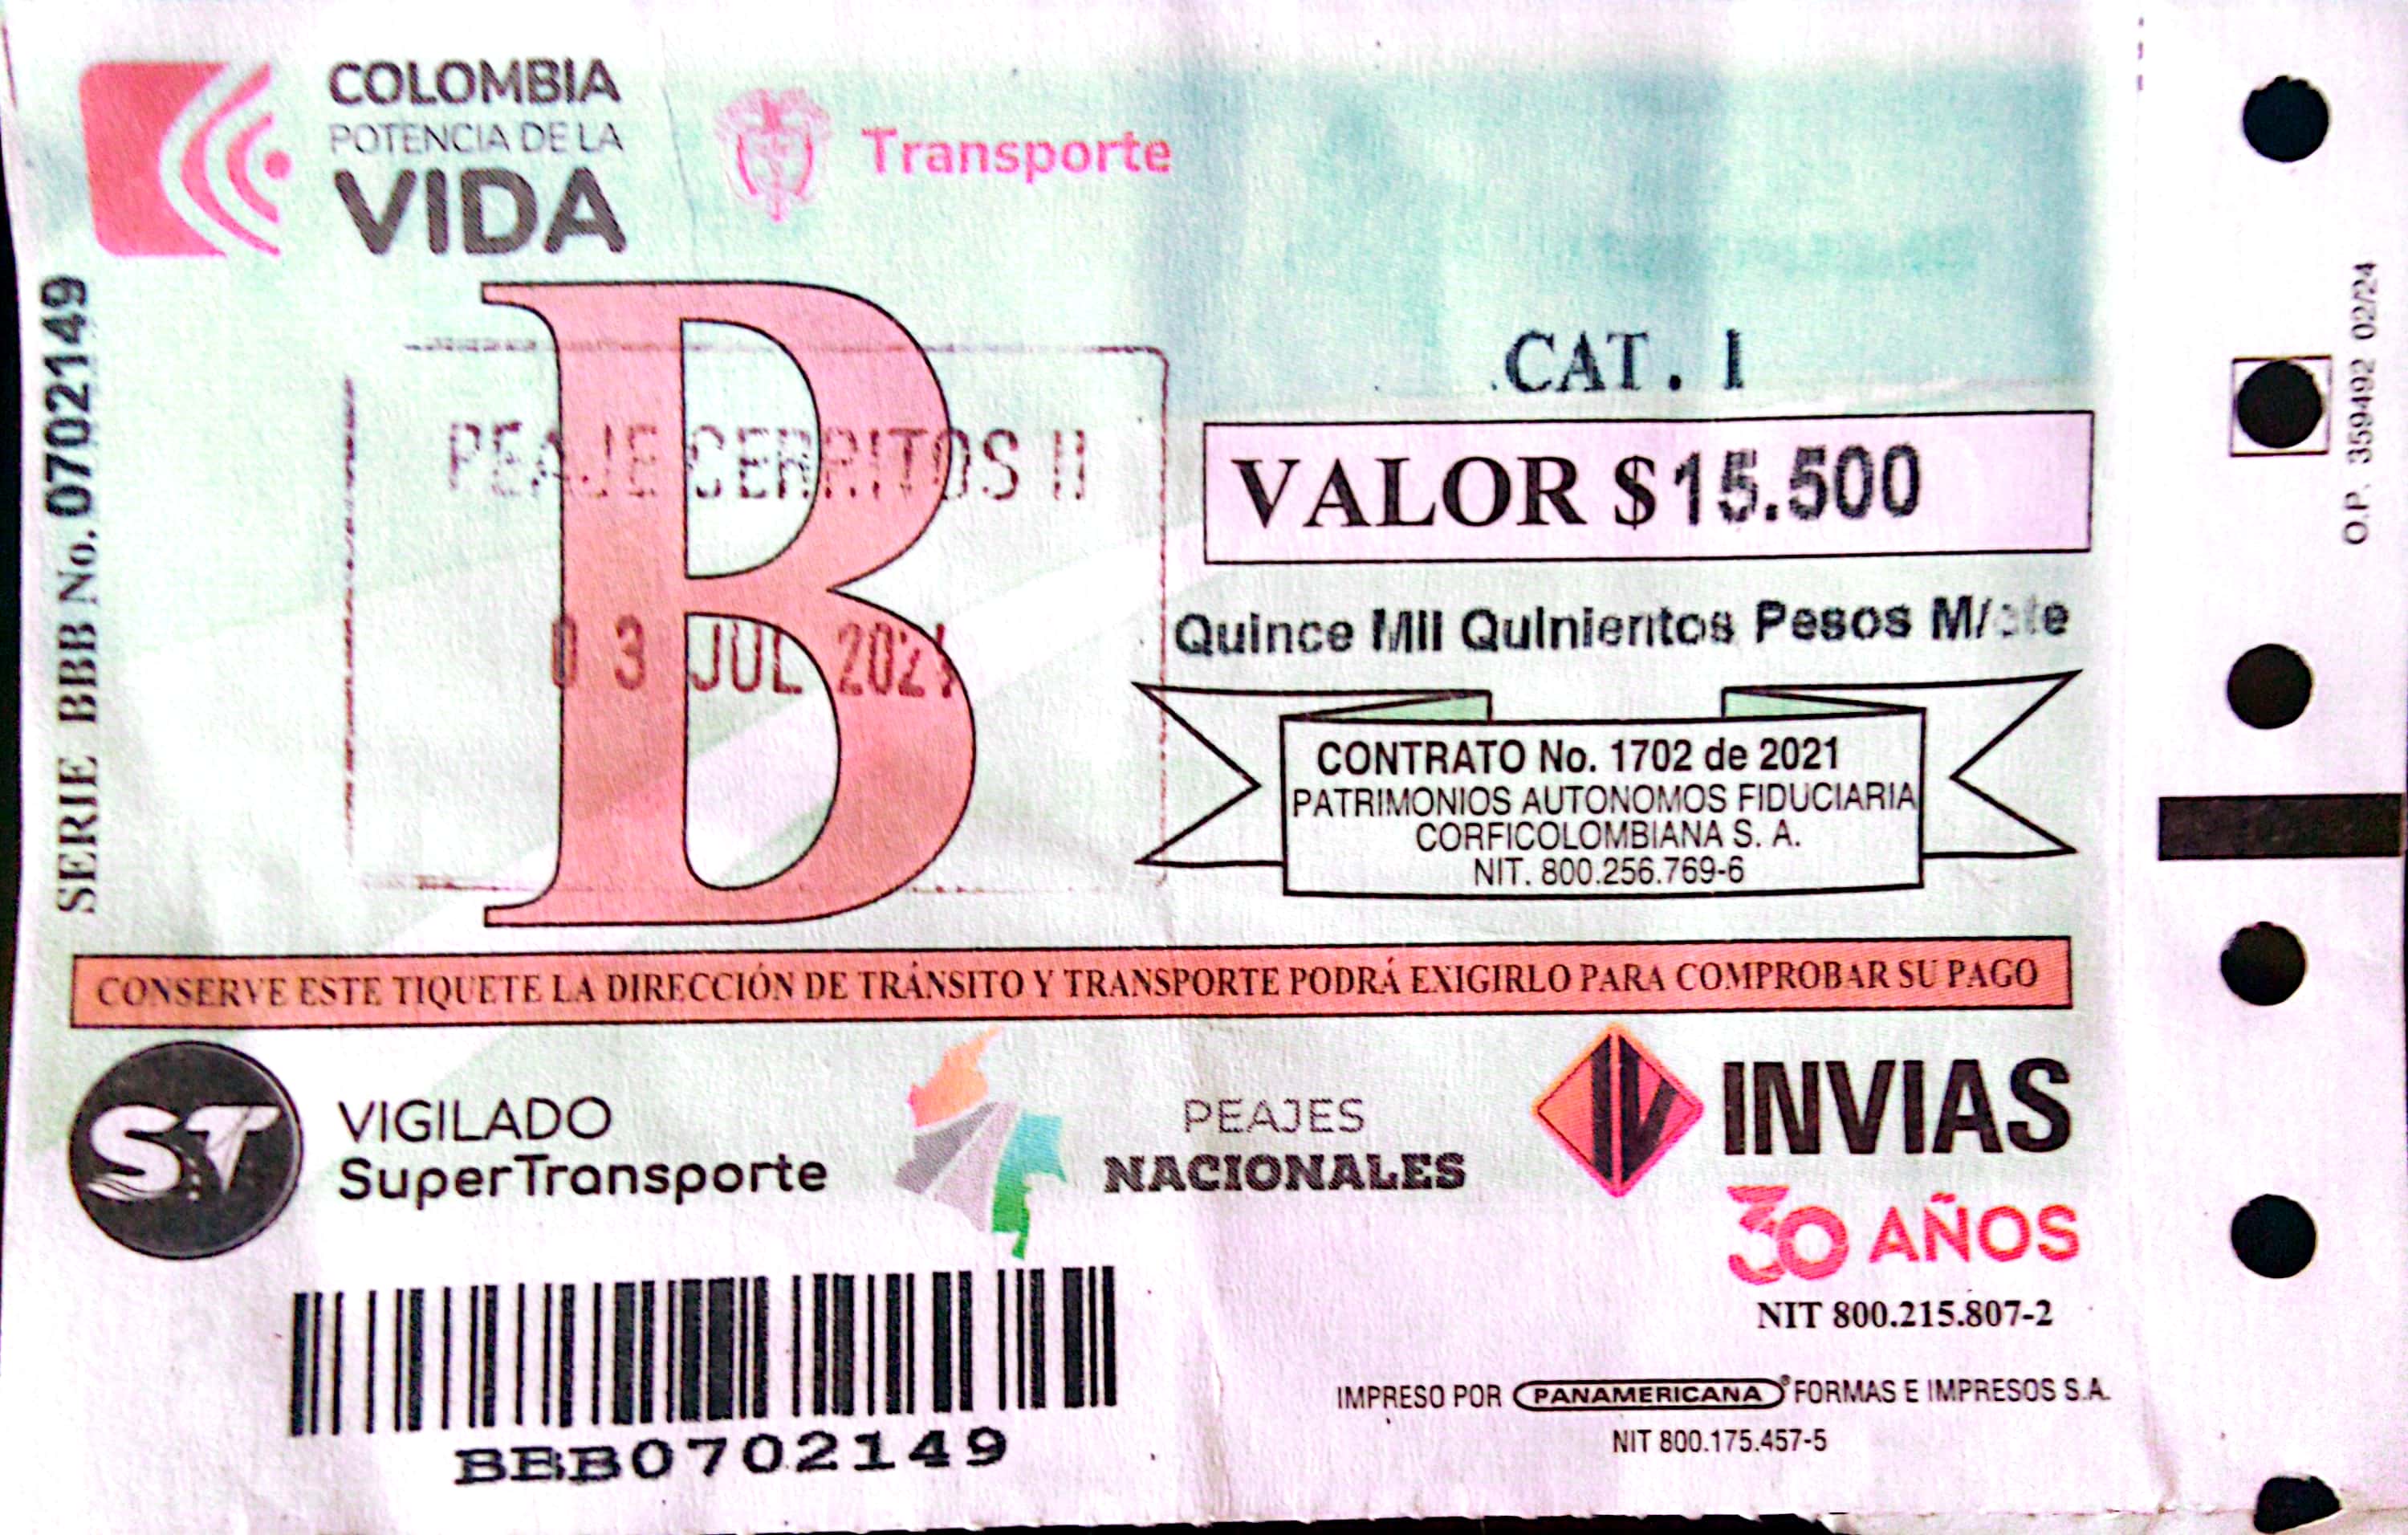 COLOMBIA
POTENCIA DE LA
VIDA
Transporte
SERIE BBB No. 0702149
B
PEAJE CERRITOS II
03 JUL 2024
CAT. I
VALOR $15.500
Quince Mil Quinientos Pesos M/cte
CONTRATO No. 1702 de 2021
PATRIMONIOS AUTONOMOS FIDUCIARIA
CORFICOLOMBIANA S. A.
NIT. 800.256.769-6
O.P. 359492 02/24
CONSERVE ESTE TIQUETE LA DIRECCIÓN DE TRÁNSITO Y TRANSPORTE PODRÁ EXIGIRLO PARA COMPROBAR SU PAGO
ST
VIGILADO
SuperTransporte
PEAJES
NACIONALES
INVIAS
30 AÑOS
NIT 800.215.807-2
BBB0702149
IMPRESO POR PANAMERICANA FORMAS E IMPRESOS S.A.
NIT 800.175.457-5